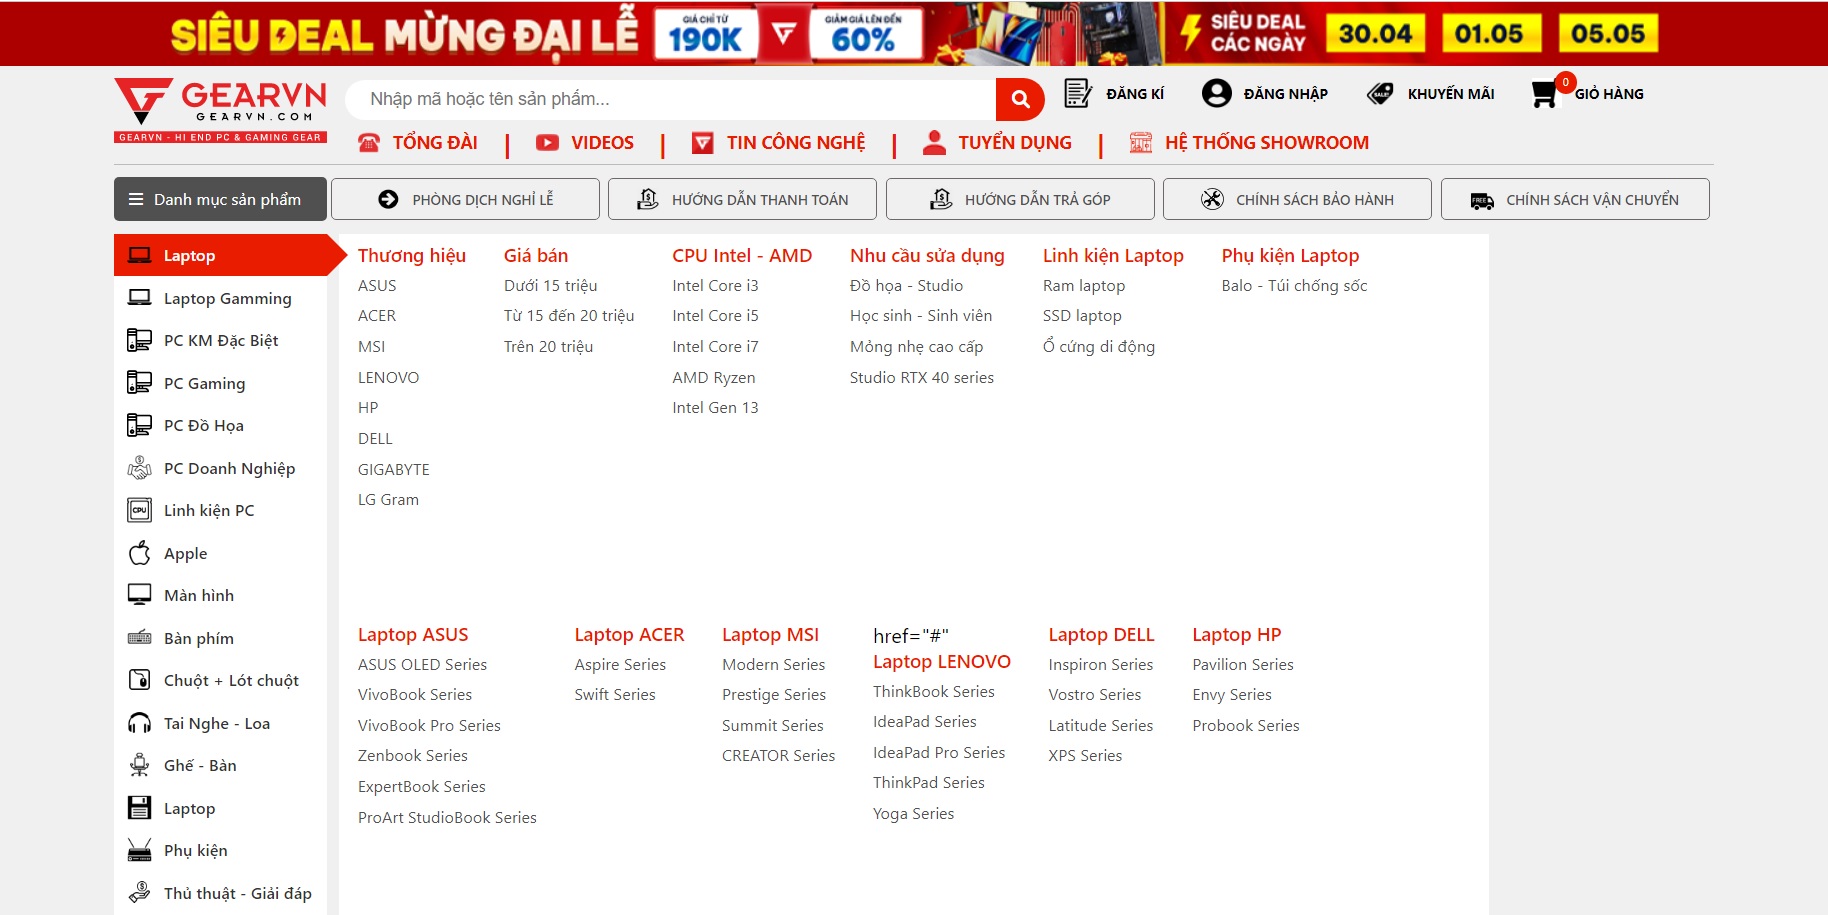 SIÊU DEAL MỪNG ĐẠI LỄ
GIÁ CHỈ TỪ
190K
GIẢM GIÁ LÊN ĐẾN
60%
SIÊU DEAL
CÁC NGÀY
30.04
01.05
05.05
GEARVN
GEARVN.COM
GEARVN - HI END PC & GAMING GEAR
Nhập mã hoặc tên sản phẩm...
ĐĂNG KÍ
ĐĂNG NHẬP
SALE
KHUYẾN MÃI
0
GIỎ HÀNG
TỔNG ĐÀI
|
VIDEOS
|
TIN CÔNG NGHỆ
|
TUYỂN DỤNG
|
HỆ THỐNG SHOWROOM
Danh mục sản phẩm
PHÒNG DỊCH NGHỈ LỄ
HƯỚNG DẪN THANH TOÁN
HƯỚNG DẪN TRẢ GÓP
CHÍNH SÁCH BẢO HÀNH
FREE
CHÍNH SÁCH VẬN CHUYỂN
Laptop
Laptop Gamming
PC KM Đặc Biệt
PC Gaming
PC Đồ Họa
PC Doanh Nghiệp
CPU
Linh kiện PC
Apple
Màn hình
Bàn phím
Chuột + Lót chuột
Tai Nghe - Loa
Ghế - Bàn
Laptop
Phụ kiện
Thủ thuật - Giải đáp
Thương hiệu
ASUS
ACER
MSI
LENOVO
HP
DELL
GIGABYTE
LG Gram
Giá bán
Dưới 15 triệu
Từ 15 đến 20 triệu
Trên 20 triệu
CPU Intel - AMD
Intel Core i3
Intel Core i5
Intel Core i7
AMD Ryzen
Intel Gen 13
Nhu cầu sửa dụng
Đồ họa - Studio
Học sinh - Sinh viên
Mỏng nhẹ cao cấp
Studio RTX 40 series
Linh kiện Laptop
Ram laptop
SSD laptop
Ổ cứng di động
Phụ kiện Laptop
Balo - Túi chống sốc
Laptop ASUS
ASUS OLED Series
VivoBook Series
VivoBook Pro Series
Zenbook Series
ExpertBook Series
ProArt StudioBook Series
Laptop ACER
Aspire Series
Swift Series
Laptop MSI
Modern Series
Prestige Series
Summit Series
CREATOR Series
href="#"
Laptop LENOVO
ThinkBook Series
IdeaPad Series
IdeaPad Pro Series
ThinkPad Series
Yoga Series
Laptop DELL
Inspiron Series
Vostro Series
Latitude Series
XPS Series
Laptop HP
Pavilion Series
Envy Series
Probook Series